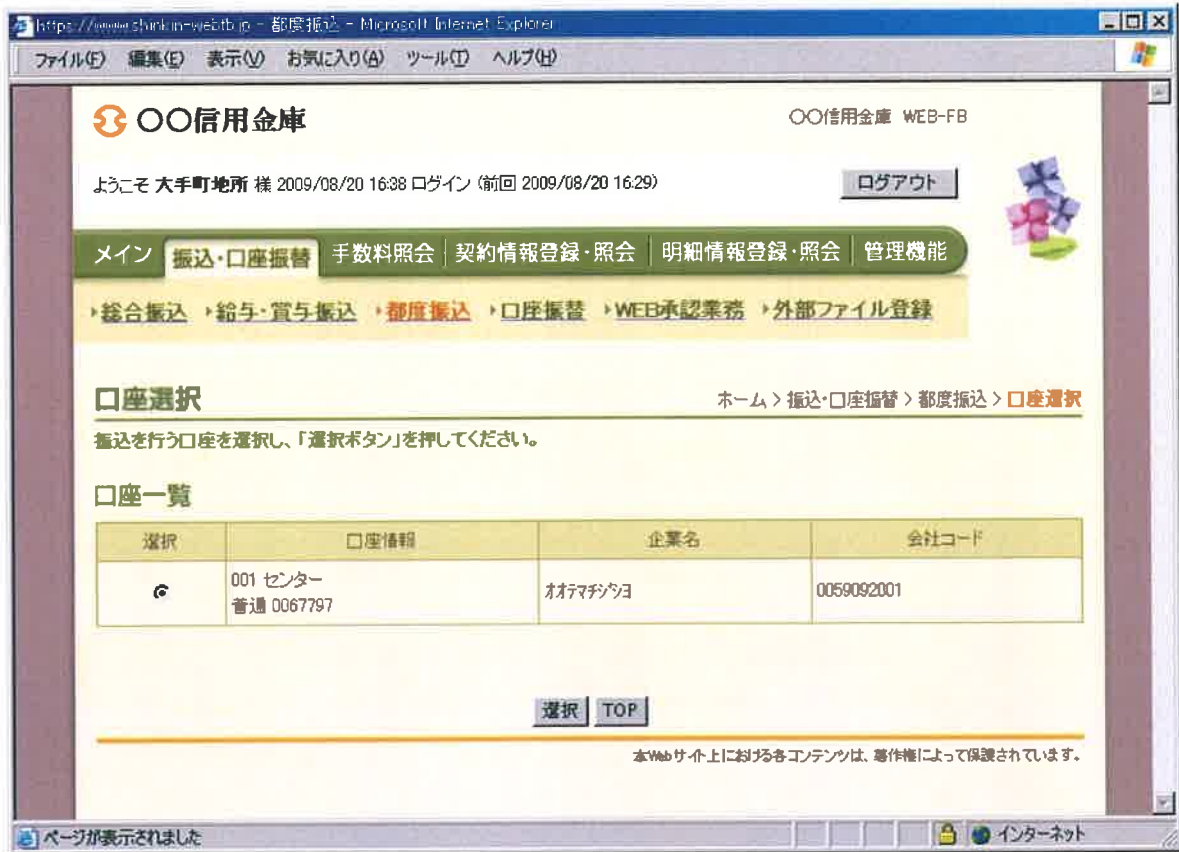 https://www.shinkin-webfb.jp - 都度振込 - Microsoft Internet Explorer
ファイル(F) 編集(E) 表示(V) お気に入り(A) ツール(T) ヘルプ(H)
〇〇信用金庫
〇〇信用金庫 WEB-FB
ようこそ 大手町地所 様 2009/08/20 16:38 ログイン (前回 2009/08/20 16:29)
ログアウト
メイン 振込・口座振替 手数料照会 契約情報登録・照会 明細情報登録・照会 管理機能
総合振込 給与・賞与振込 都度振込 口座振替 WEB承認業務 外部ファイル登録
口座選択
ホーム > 振込・口座振替 > 都度振込 > 口座選択
振込を行う口座を選択し、「選択ボタン」を押してください。
口座一覧
選択 口座情報 企業名 会社コード
001 センター
普通 0067797
オオテマチジシヨ
0059092001
選択 TOP
本Webサイト上における各コンテンツは、著作権によって保護されています。
ページが表示されました
インターネット